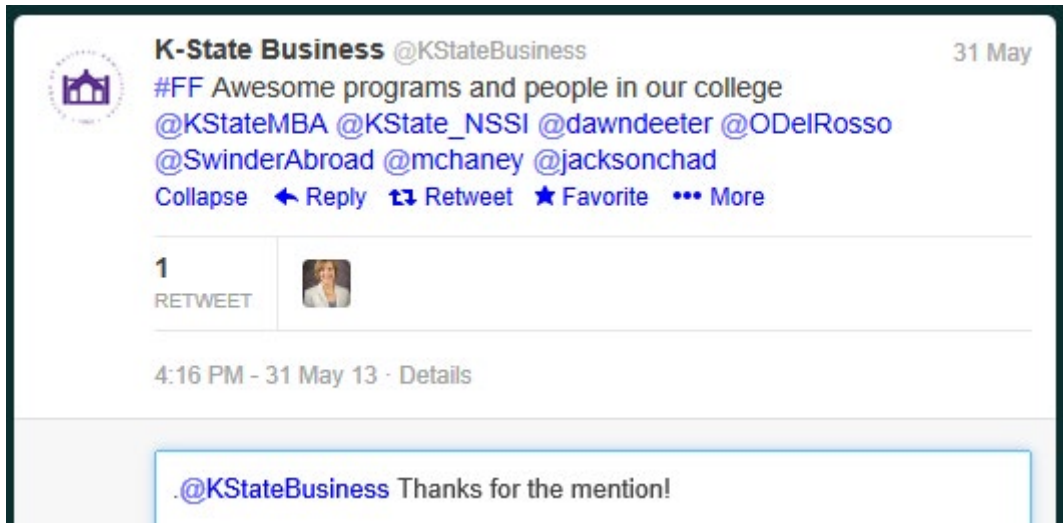 K-State Business @KStateBusiness 31 May
#FF Awesome programs and people in our college
@KStateMBA @KState_NSSI @dawndeeter @ODelRosso
@SwinderAbroad @mchaney @jacksonchad
Collapse Reply Retweet Favorite More
1
RETWEET
4:16 PM - 31 May 13 · Details
.@KStateBusiness Thanks for the mention!